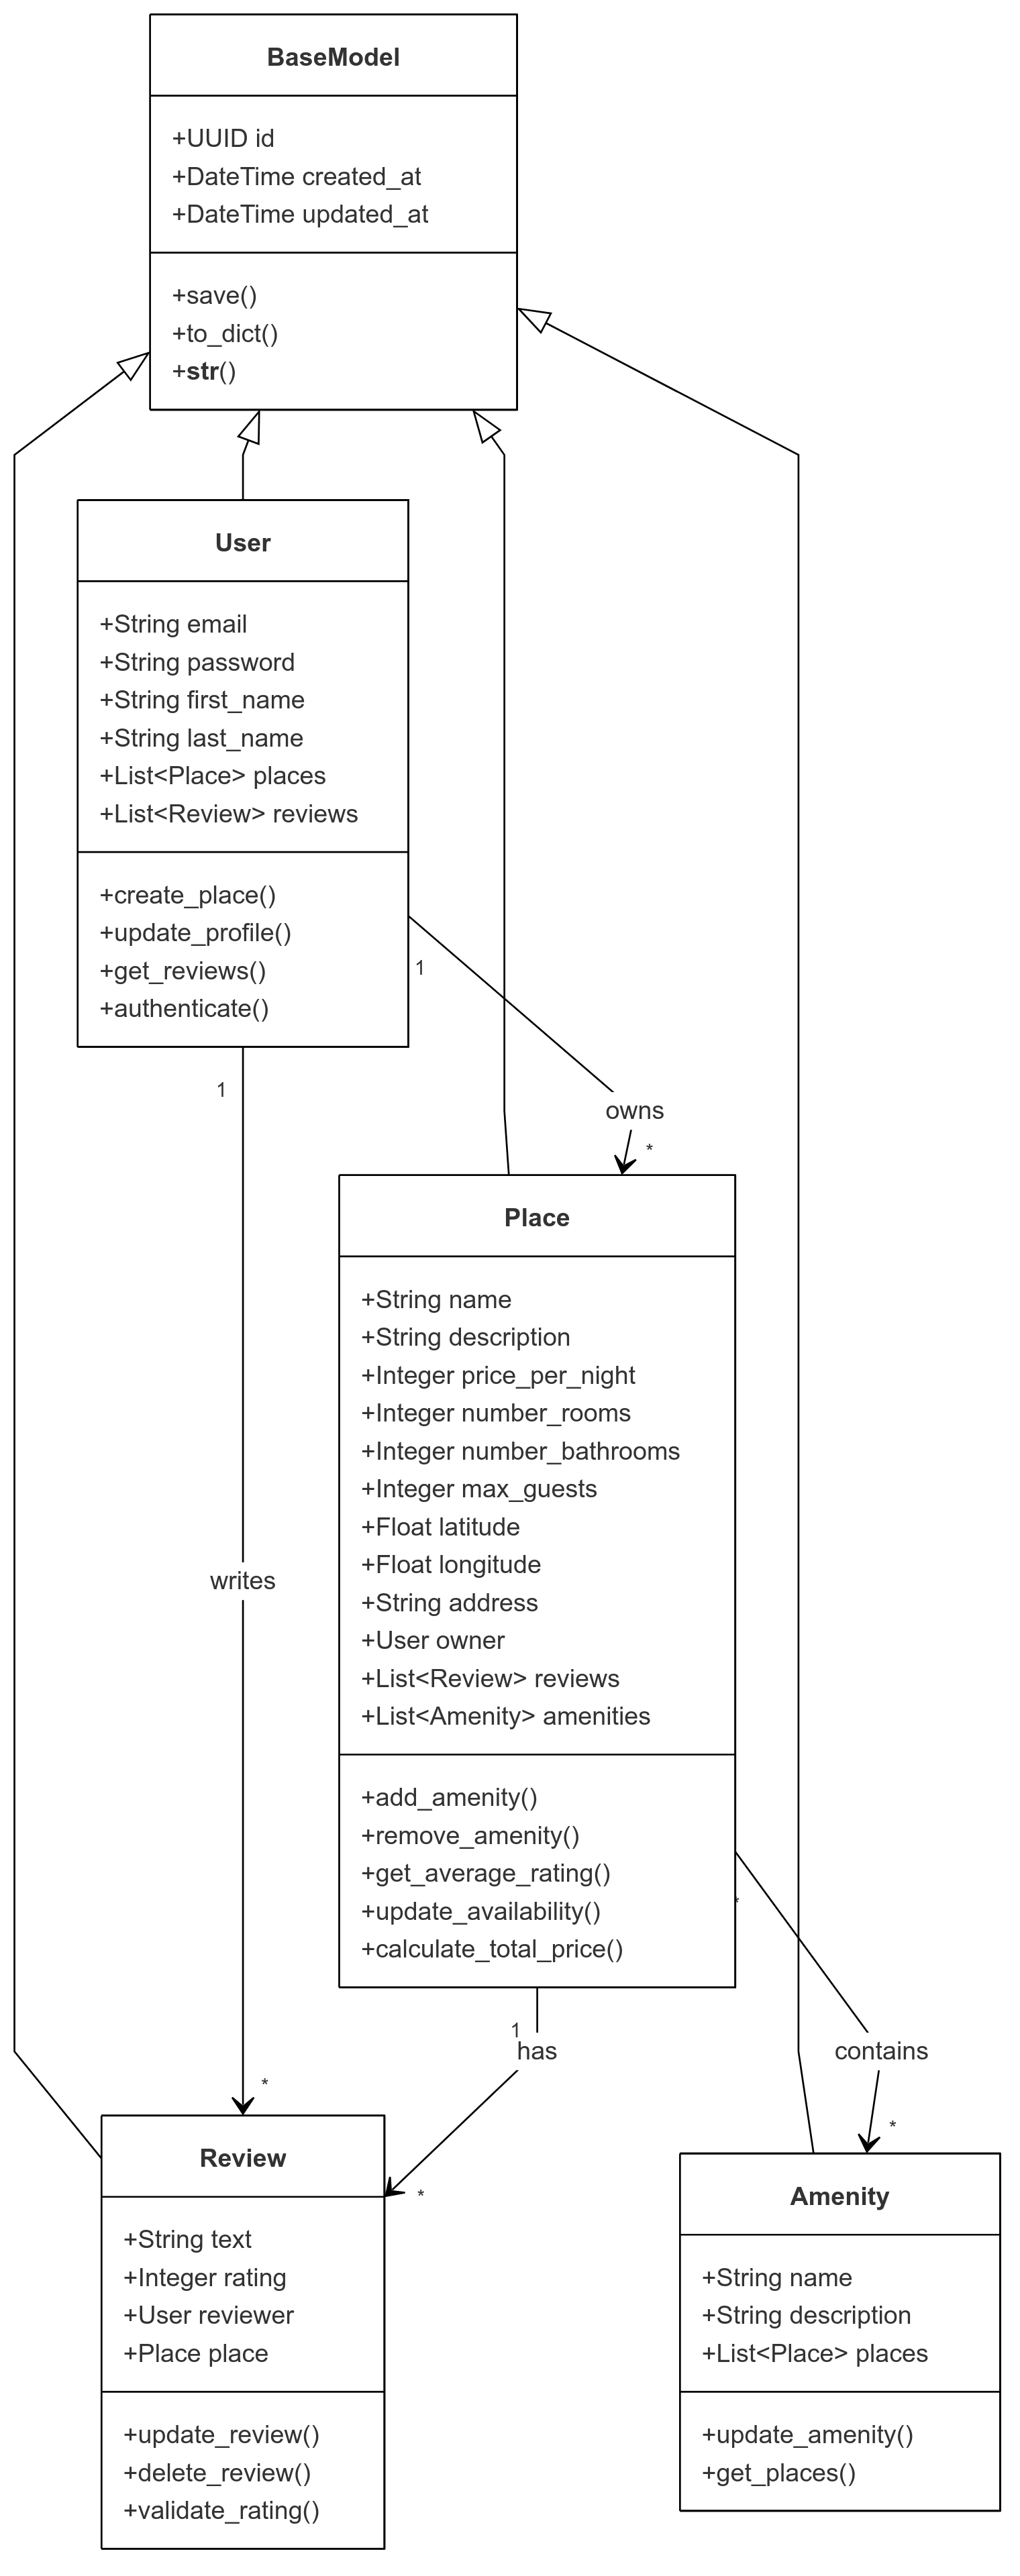 BaseModel
+UUID id
+DateTime created_at
+DateTime updated_at
+save()
+to_dict()
+str()
User
+String email
+String password
+String first_name
+String last_name
+List<Place> places
+List<Review> reviews
+create_place()
+update_profile()
+get_reviews()
+authenticate()
1
1
owns
*
Place
+String name
+String description
+Integer price_per_night
+Integer number_rooms
+Integer number_bathrooms
+Integer max_guests
+Float latitude
+Float longitude
+String address
+User owner
+List<Review> reviews
+List<Amenity> amenities
+add_amenity()
+remove_amenity()
+get_average_rating()
+update_availability()
+calculate_total_price()
writes
*
1
has
contains
*
*
*
Review
+String text
+Integer rating
+User reviewer
+Place place
+update_review()
+delete_review()
+validate_rating()
Amenity
+String name
+String description
+List<Place> places
+update_amenity()
+get_places()